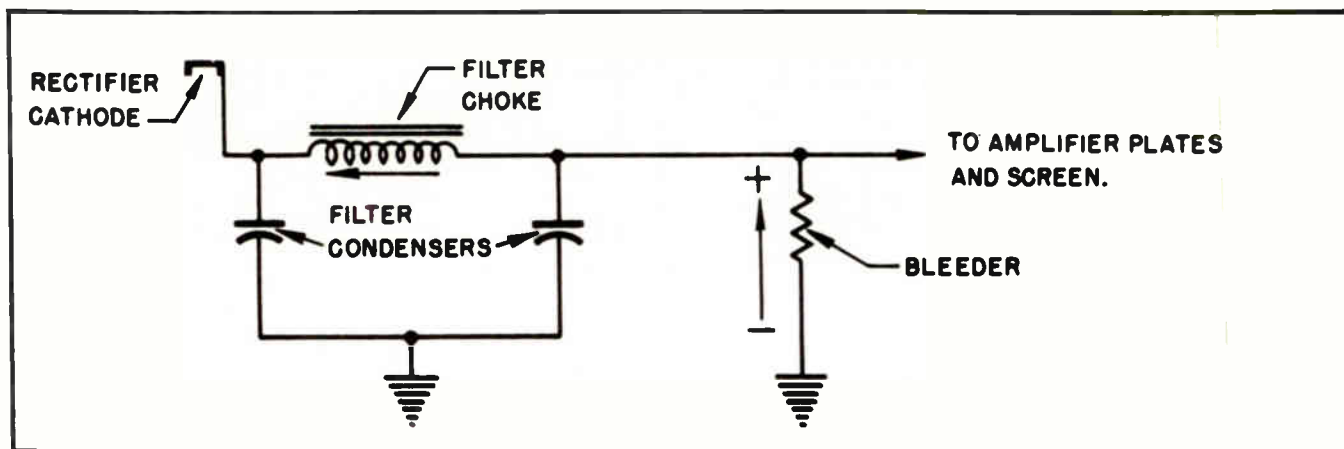 RECTIFIER
CATHODE
FILTER
CHOKE
FILTER
CONDENSERS
+
−
TO AMPLIFIER PLATES
AND SCREEN.
BLEEDER